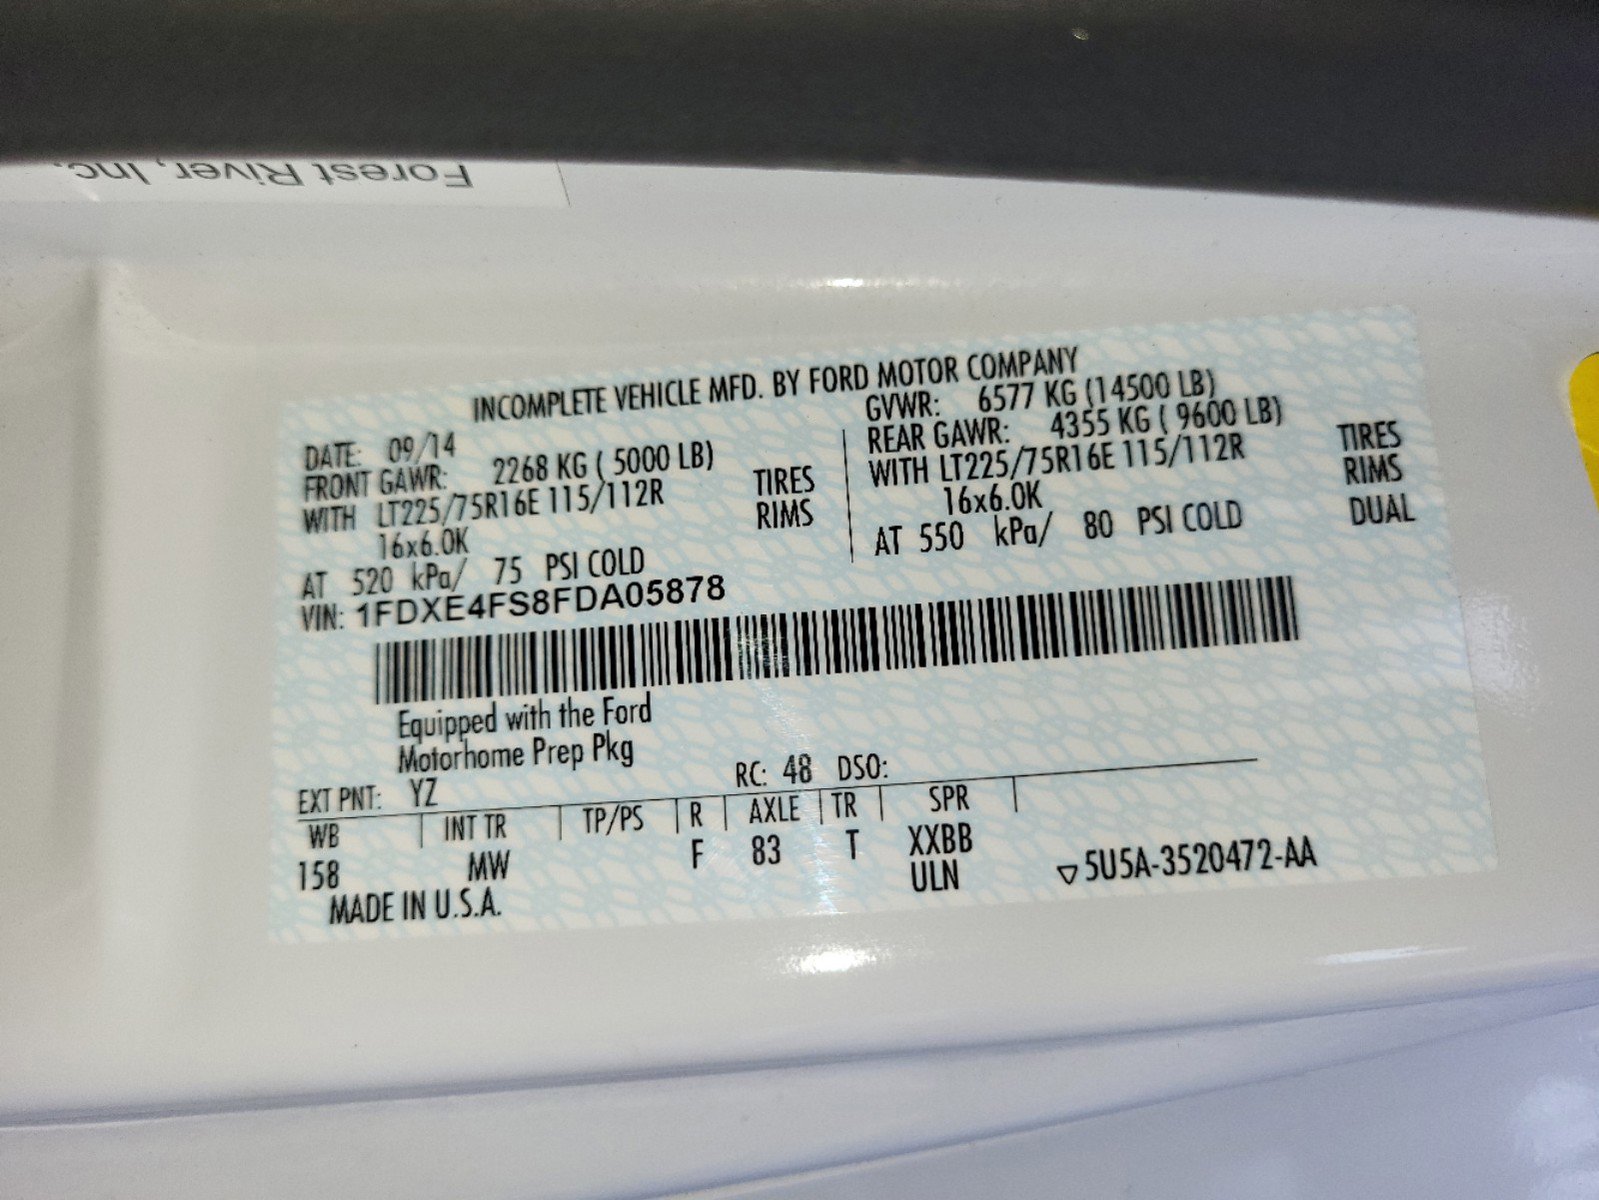 Forest River, Inc.
INCOMPLETE VEHICLE MFD. BY FORD MOTOR COMPANY
DATE: 09/14
FRONT GAWR: 2268 KG ( 5000 LB)
WITH LT225/75R16E 115/112R TIRES
16x6.0K RIMS
AT 520 kPa/ 75 PSI COLD
GVWR: 6577 KG (14500 LB)
REAR GAWR: 4355 KG ( 9600 LB)
WITH LT225/75R16E 115/112R TIRES
16x6.0K RIMS
AT 550 kPa/ 80 PSI COLD DUAL
VIN: 1FDXE4FS8FDA05878
Equipped with the Ford
Motorhome Prep Pkg
EXT PNT: YZ RC: 48 DSO:
WB INT TR TP/PS R AXLE TR SPR
158 MW F 83 T XXBB
ULN 5U5A-3520472-AA
MADE IN U.S.A.